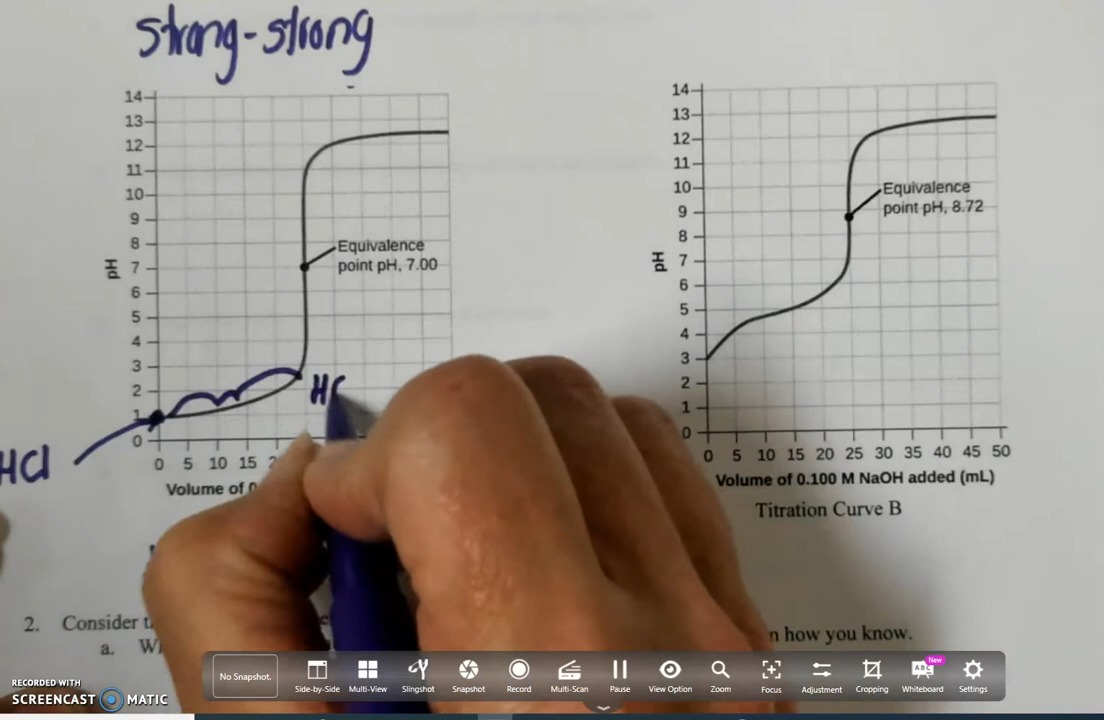 strong-strong
14
13
12
11
10
9
8
7
6
5
4
3
2
1
0
pH
Equivalence
point pH, 7.00
HCl
HC
0 5 10 15
Volume of
14
13
12
11
10
9
8
7
6
5
4
3
2
1
0
pH
Equivalence
point pH, 8.72
0 5 10 15 20 25 30 35 40 45 50
Volume of 0.100 M NaOH added (mL)
Titration Curve B
2. Consider
a.
n how you know.
No Snapshot.
Side-by-Side
Multi-View
Slingshot
Snapshot
Record
Multi-Scan
Pause
View Option
Zoom
Focus
Adjustment
Cropping
New
ABC
Whiteboard
Settings
RECORDED WITH
SCREENCAST MATIC